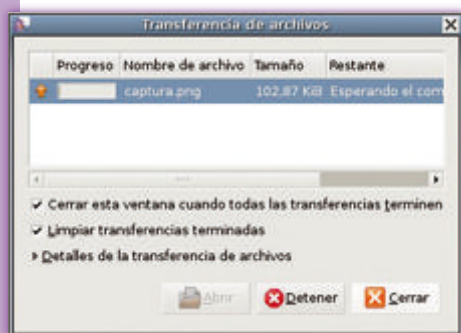 Transferencia de archivos
Progreso Nombre de archivo Tamaño Restante
captura.png 102,87 KiB Esperando el com
Cerrar esta ventana cuando todas las transferencias terminen
Limpiar transferencias terminadas
Detalles de la transferencia de archivos
Abrir Detener Cerrar